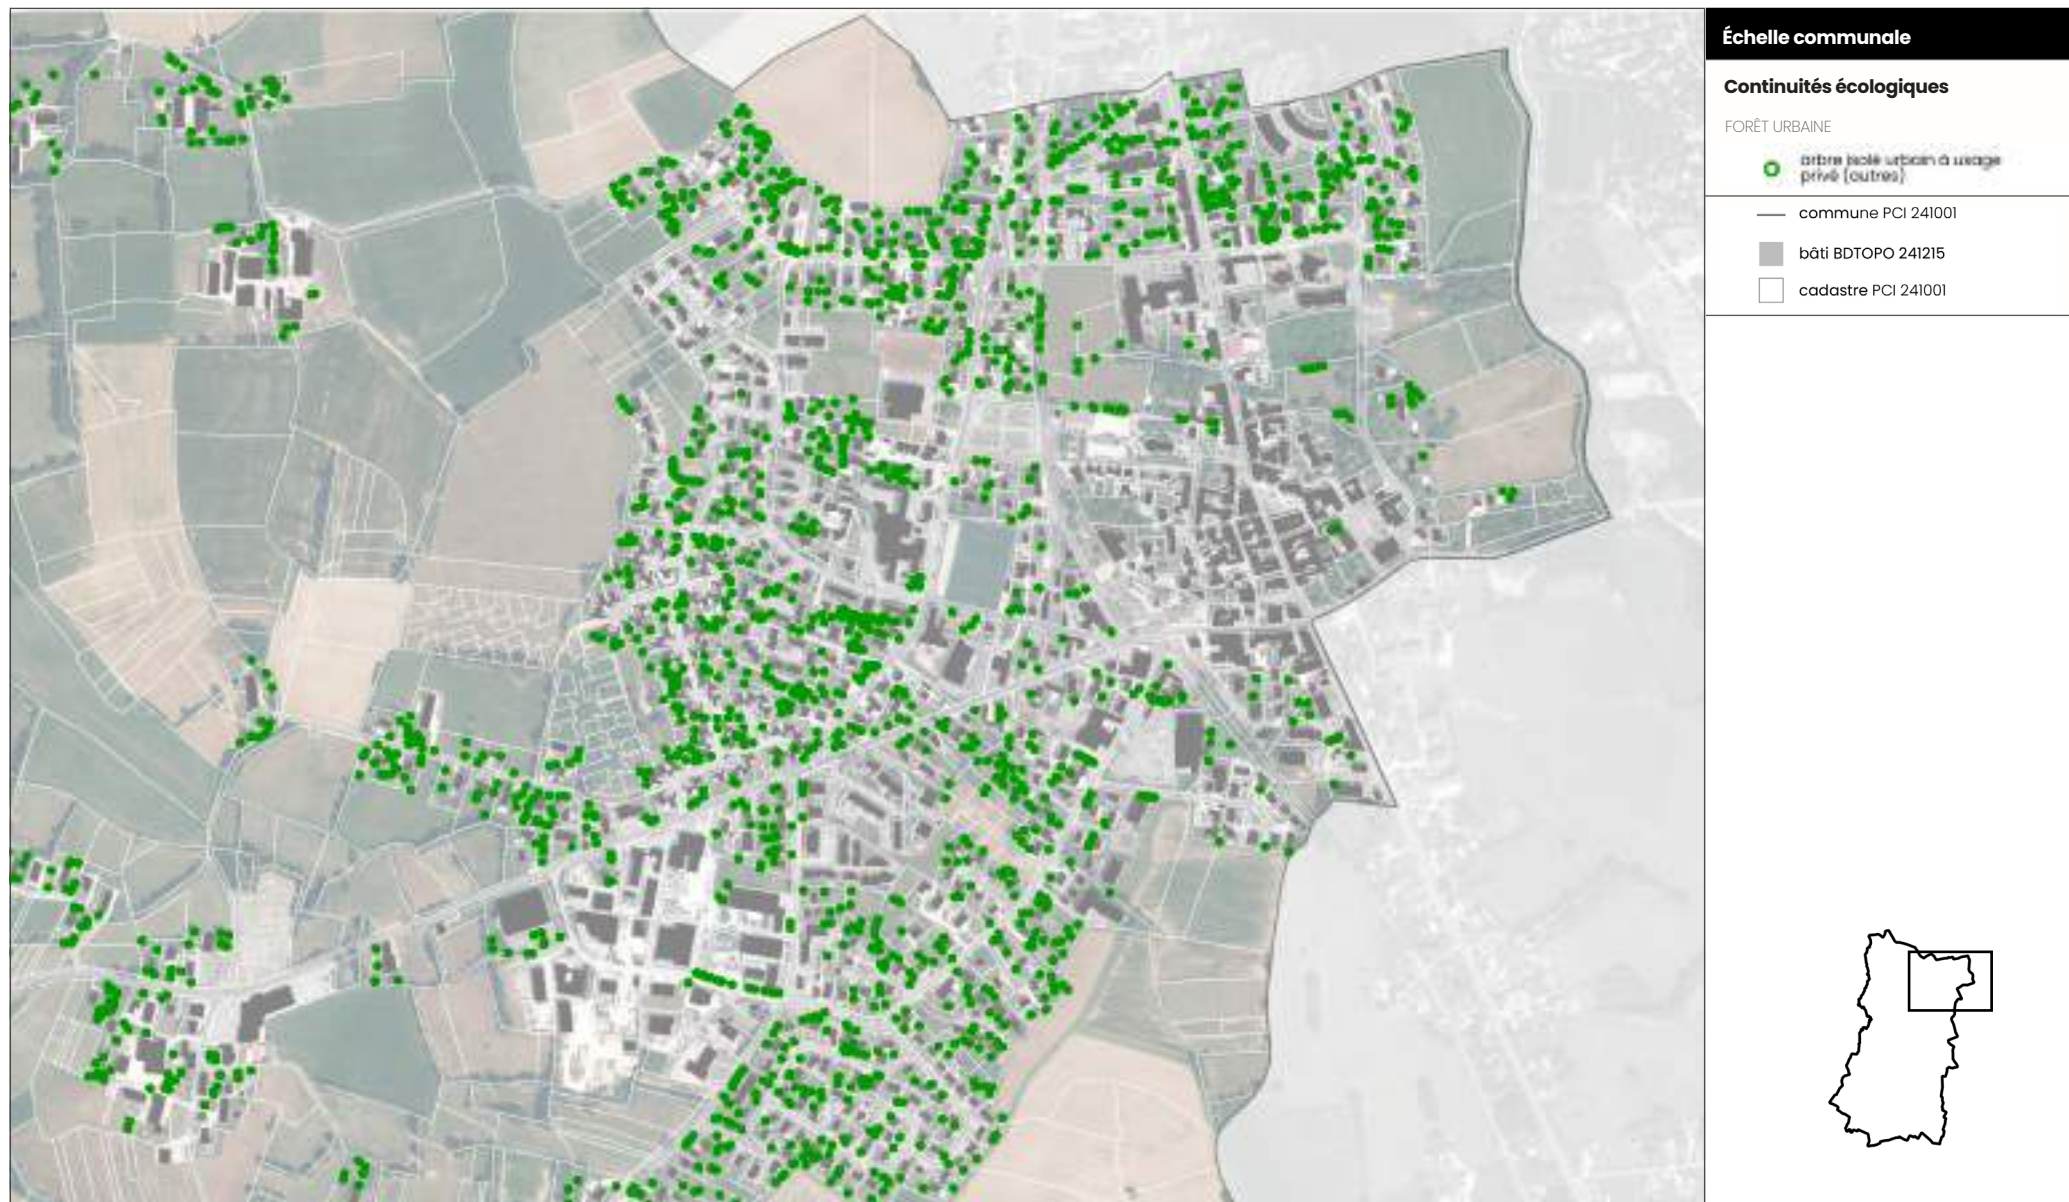 Échelle communale
Continuités écologiques
FORÊT URBAINE
arbre isolé urbain à usage
privé (autres)
commune PCI 241001
bâti BDTOPO 241215
cadastre PCI 241001